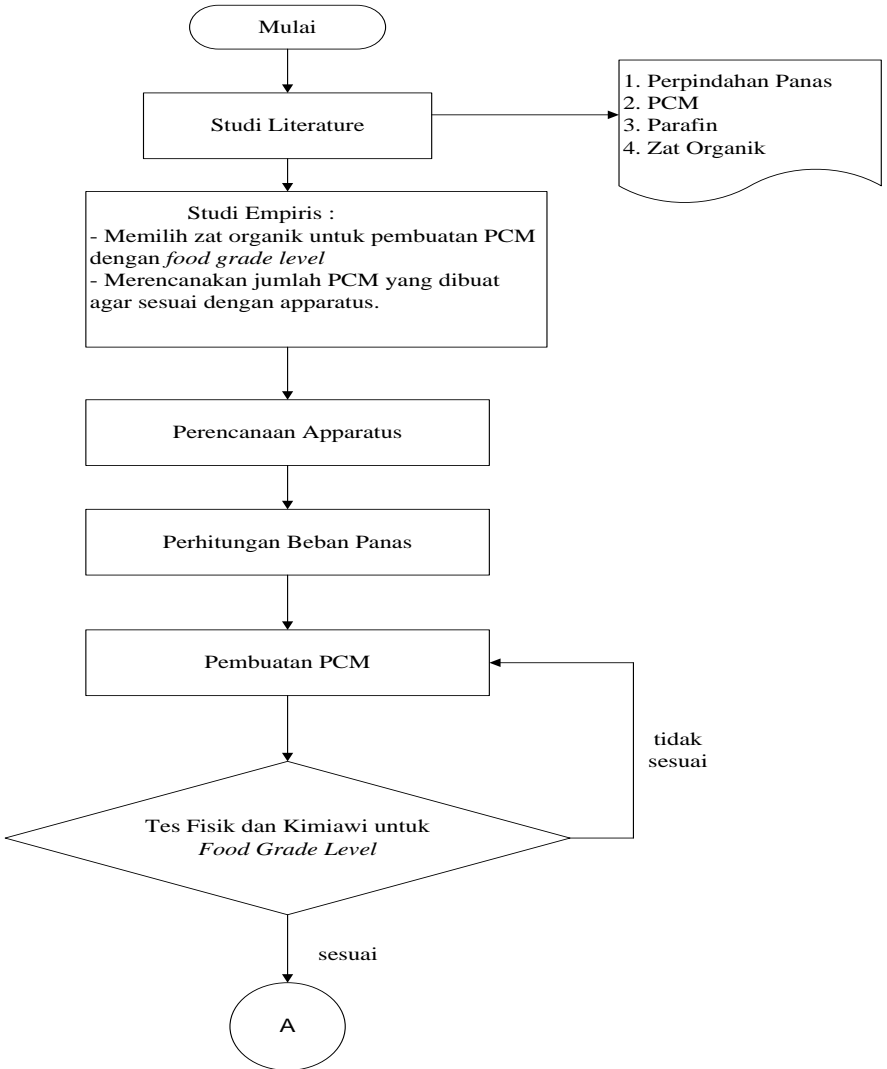 Mulai
Studi Literature
1. Perpindahan Panas
2. PCM
3. Parafin
4. Zat Organik
Studi Empiris :
- Memilih zat organik untuk pembuatan PCM
dengan food grade level
- Merencanakan jumlah PCM yang dibuat
agar sesuai dengan apparatus.
Perencanaan Apparatus
Perhitungan Beban Panas
Pembuatan PCM
tidak
sesuai
Tes Fisik dan Kimiawi untuk
Food Grade Level
sesuai
A